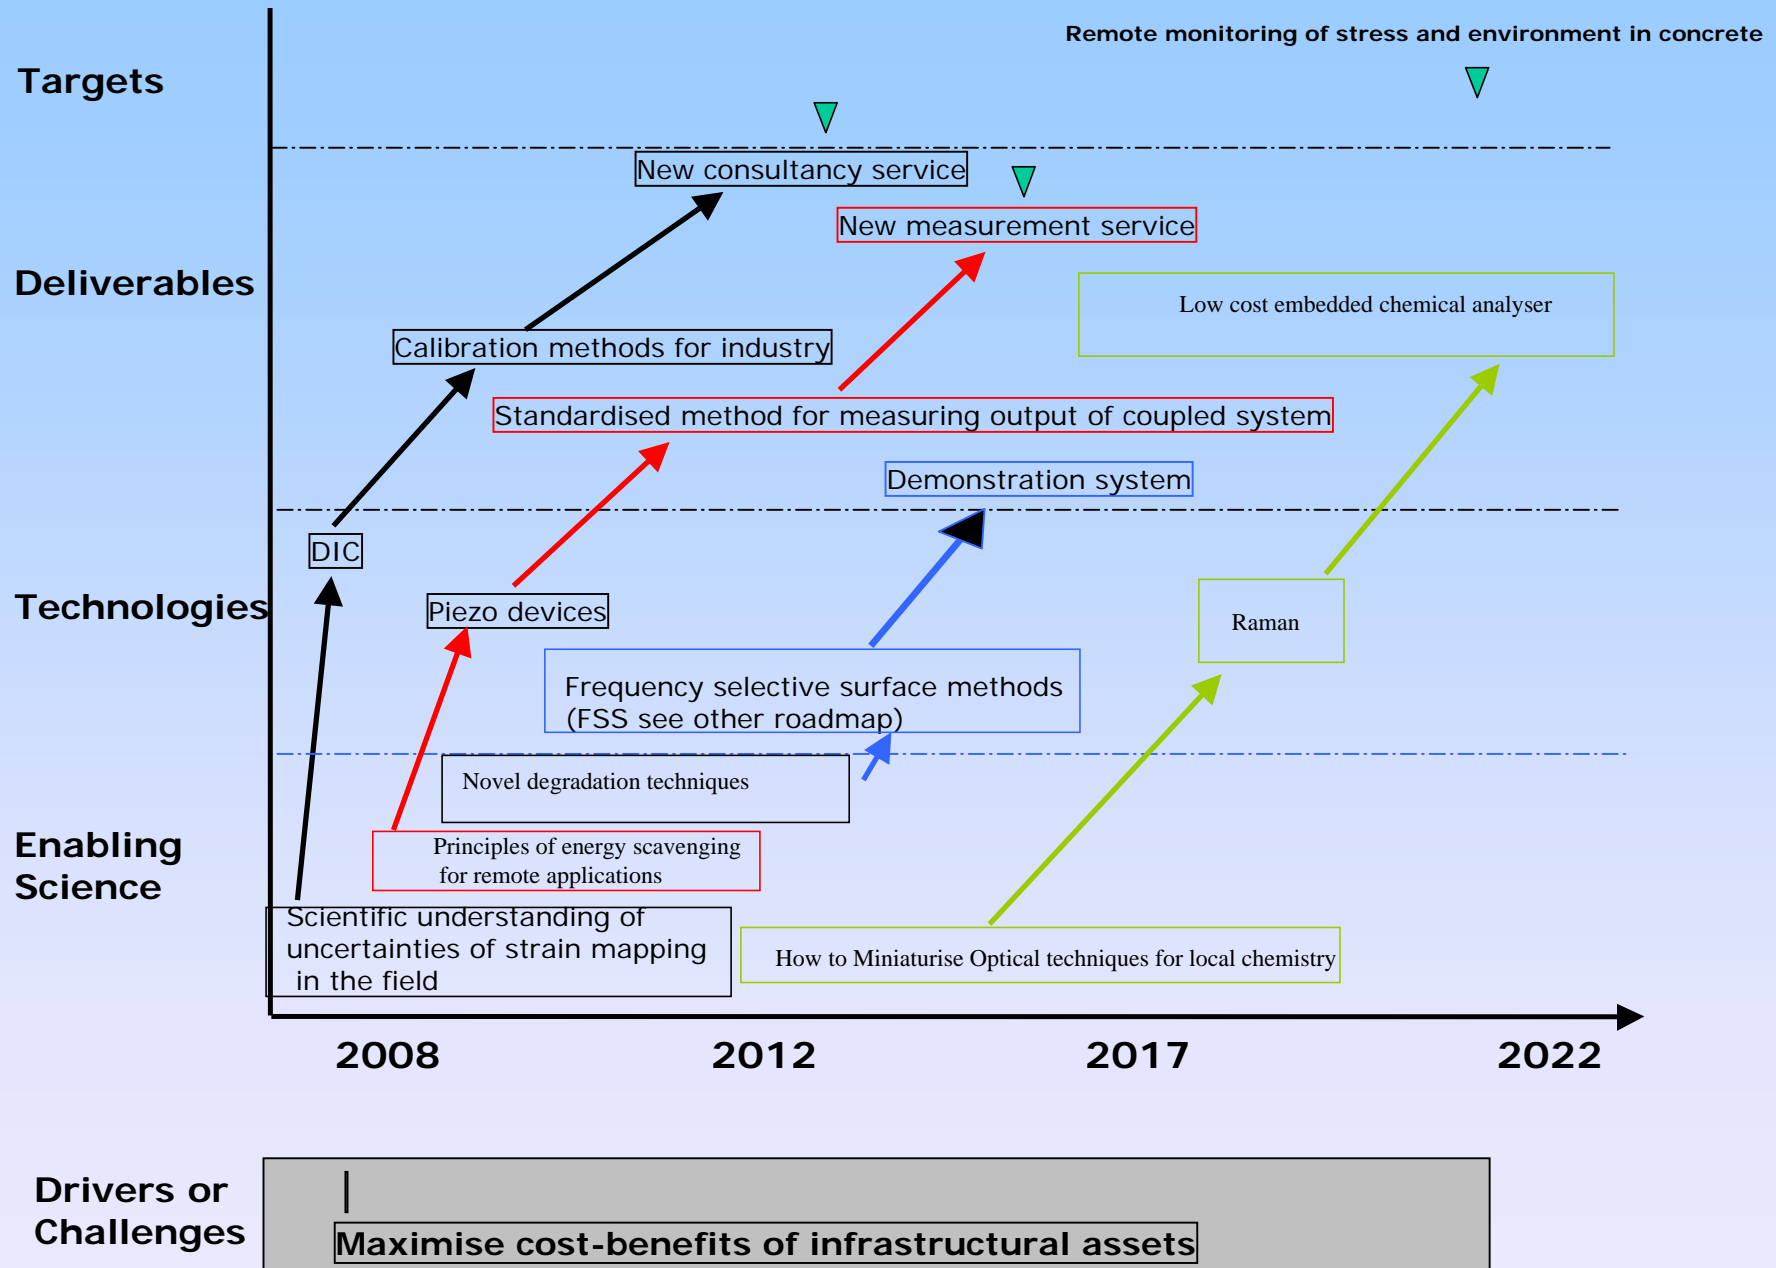 Remote monitoring of stress and environment in concrete
Targets
New consultancy service
New measurement service
Deliverables
Low cost embedded chemical analyser
Calibration methods for industry
Standardised method for measuring output of coupled system
Demonstration system
DIC
Technologies
Piezo devices
Raman
Frequency selective surface methods
(FSS see other roadmap)
Novel degradation techniques
Enabling
Science
Principles of energy scavenging
for remote applications
Scientific understanding of
uncertainties of strain mapping
in the field
How to Miniaturise Optical techniques for local chemistry
2008
2012
2017
2022
Drivers or
Challenges
Maximise cost-benefits of infrastructural assets